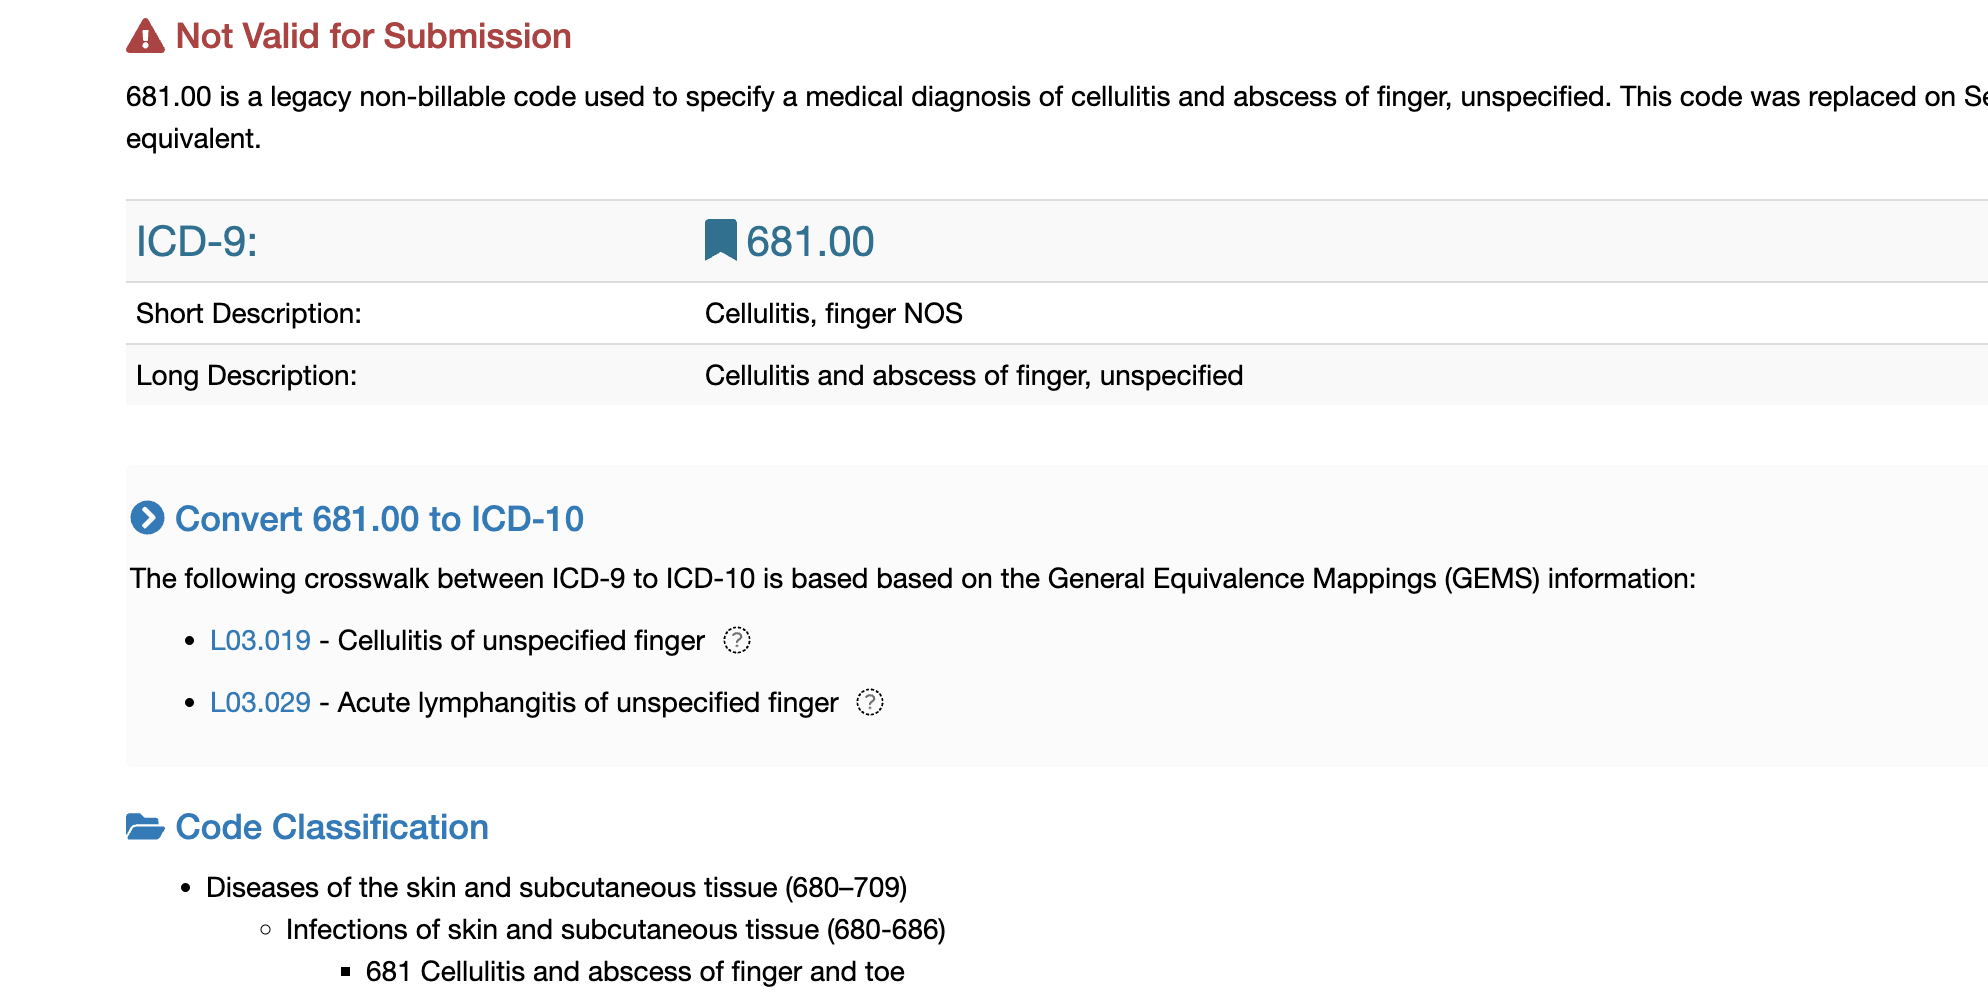 Not Valid for Submission
681.00 is a legacy non-billable code used to specify a medical diagnosis of cellulitis and abscess of finger, unspecified. This code was replaced on
equivalent.
ICD-9: 681.00
Short Description: Cellulitis, finger NOS
Long Description: Cellulitis and abscess of finger, unspecified
Convert 681.00 to ICD-10
The following crosswalk between ICD-9 to ICD-10 is based based on the General Equivalence Mappings (GEMS) information:
L03.019 - Cellulitis of unspecified finger ?
L03.029 - Acute lymphangitis of unspecified finger ?
Code Classification
Diseases of the skin and subcutaneous tissue (680–709)
Infections of skin and subcutaneous tissue (680-686)
681 Cellulitis and abscess of finger and toe